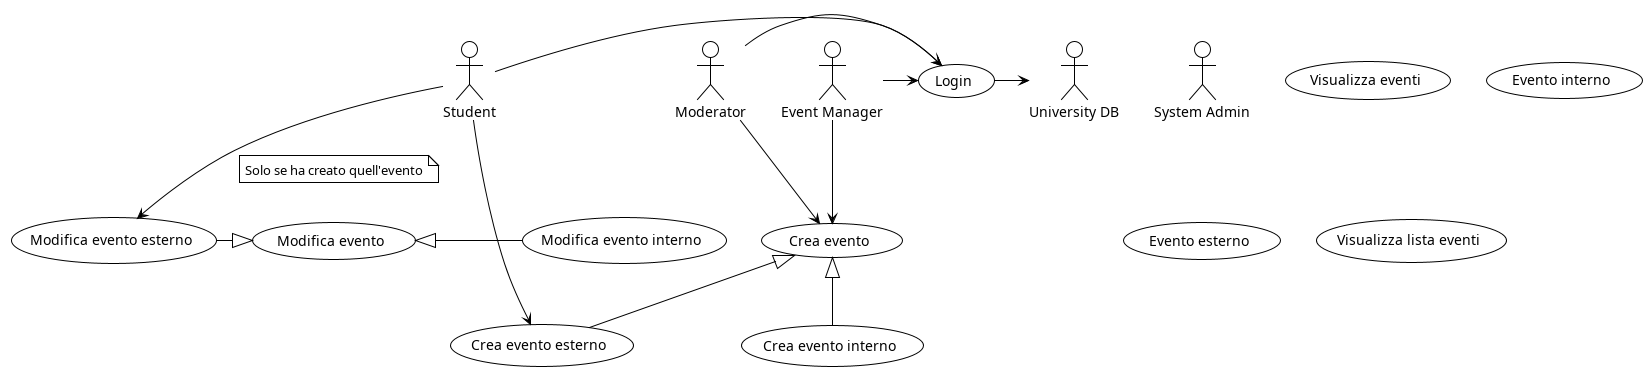 Login
Visualizza eventi
Evento interno
Student
Moderator
Event Manager
University DB
System Admin
Solo se ha creato quell'evento
Modifica evento esterno
Modifica evento
Modifica evento interno
Crea evento
Evento esterno
Visualizza lista eventi
Crea evento esterno
Crea evento interno